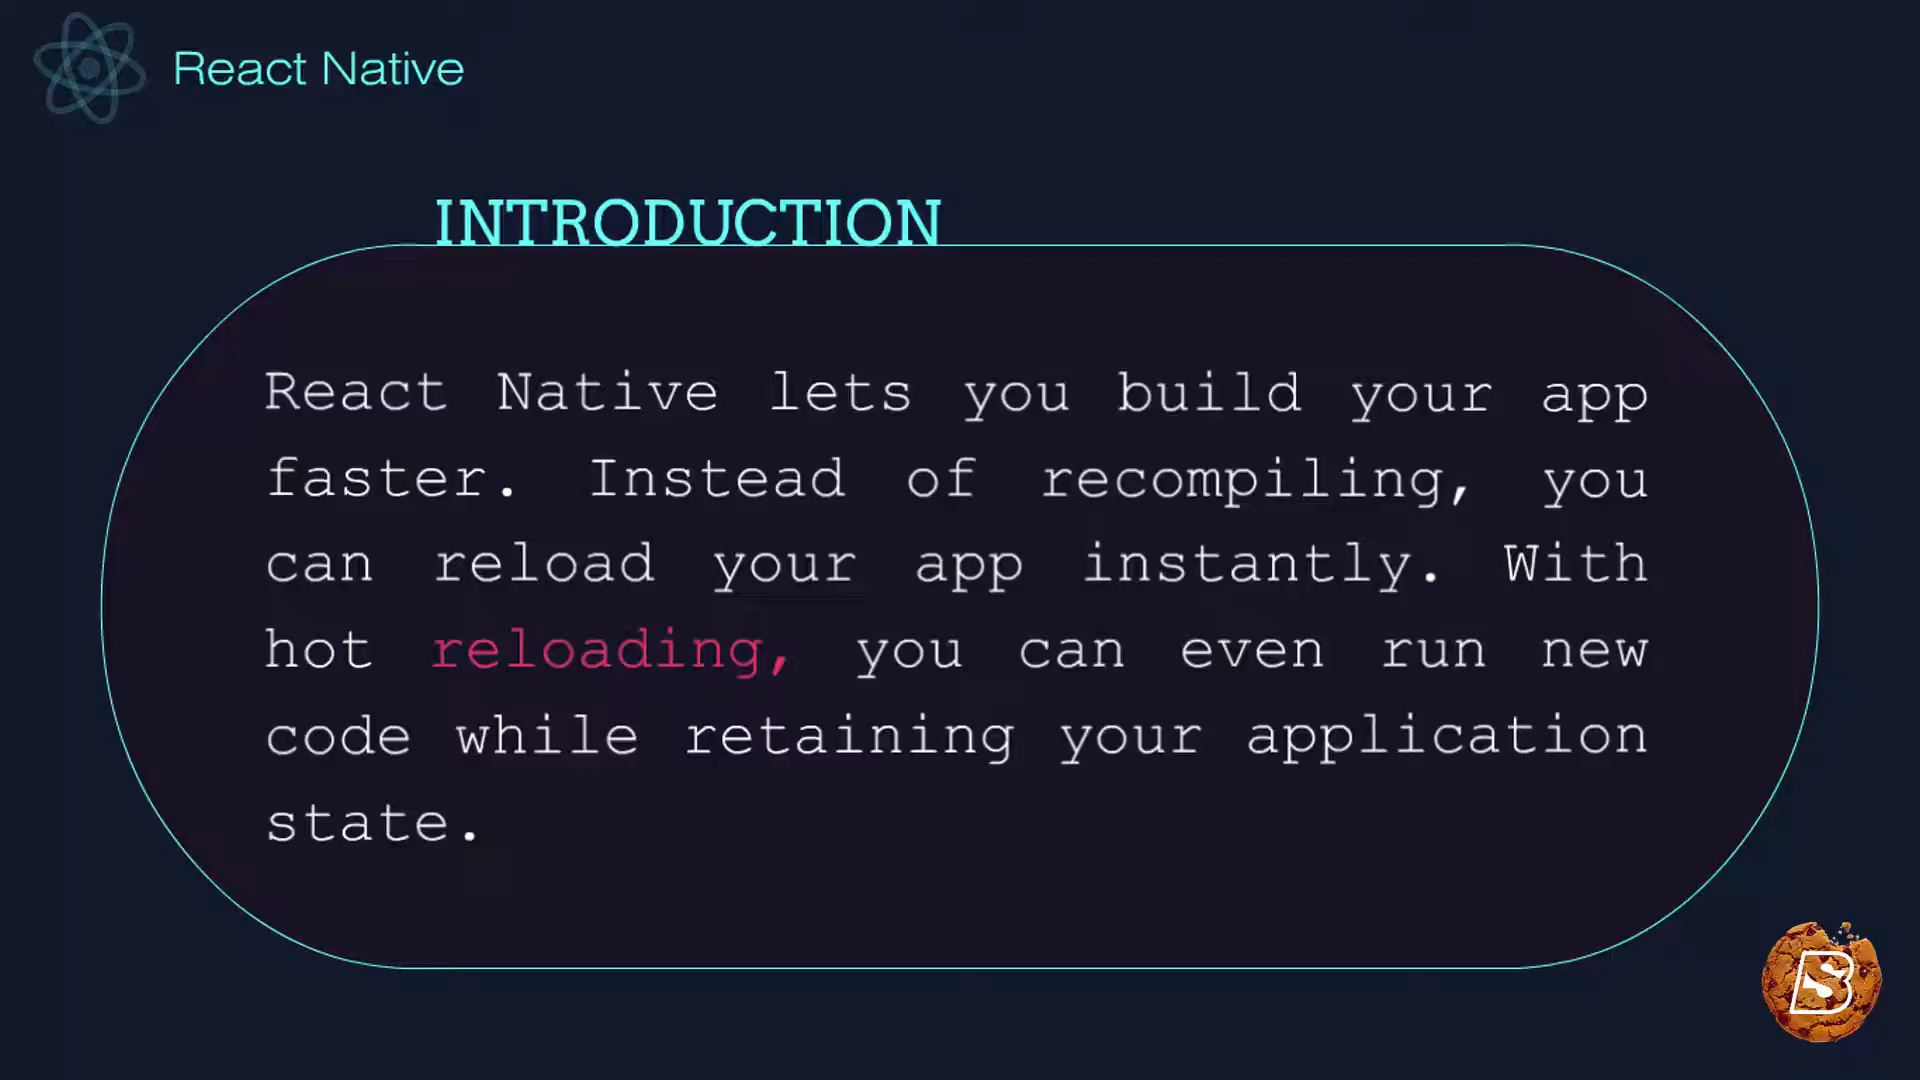 React Native
INTRODUCTION
React Native lets you build your app
faster. Instead of recompiling, you
can reload your app instantly. With
hot reloading, you can even run new
code while retaining your application
state.
B